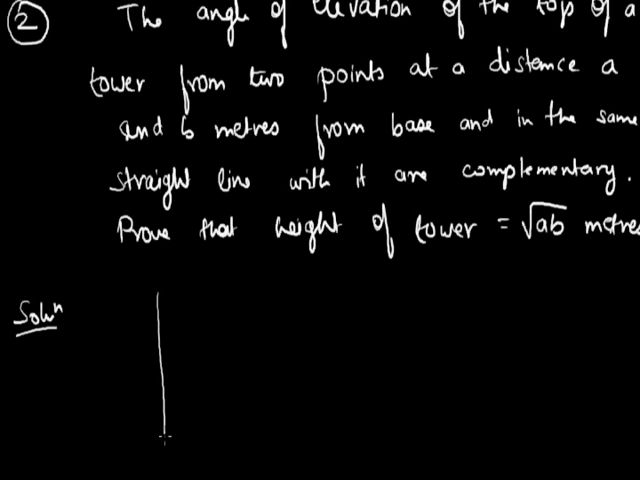 2 The angle of elevation of the top of a
tower from two points at a distance a
and b metres from base and in the same
straight line with it are complementary.
Prove that height of tower = √ab metres
Soluⁿ